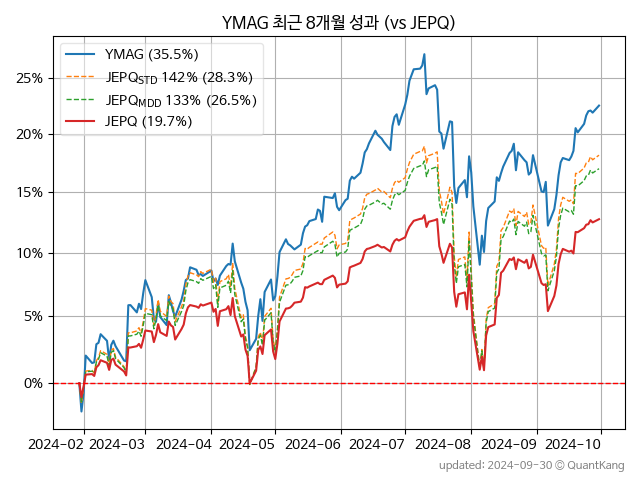 YMAG 최근 8개월 성과 (vs JEPQ)
YMAG (35.5%)
JEPQSTD 142% (28.3%)
JEPQMDD 133% (26.5%)
JEPQ (19.7%)
25%
20%
15%
10%
5%
0%
2024-02 2024-03 2024-04 2024-05 2024-06 2024-07 2024-08 2024-09 2024-10
updated: 2024-09-30 © QuantKang